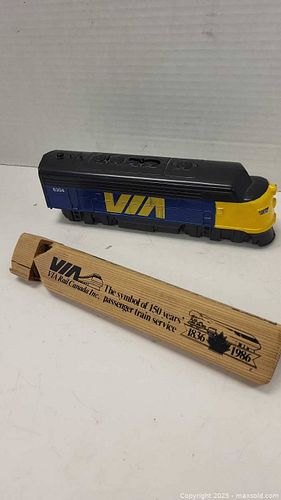 6304
VIA
VIA
VIA Rail Canada Inc.
The symbol of 150 years'
passenger train service
1836
1986
Copyright 2025 - maxsold.com